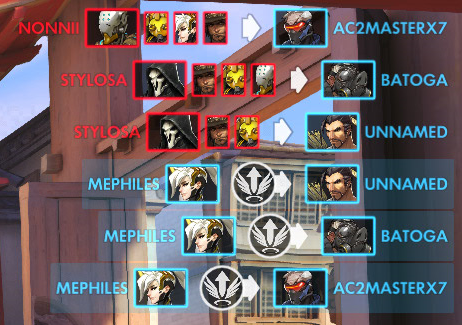 NONNII AC2MASTERX7
STYLOSA BATOGA
STYLOSA UNNAMED
MEPHILES UNNAMED
MEPHILES BATOGA
MEPHILES AC2MASTERX7